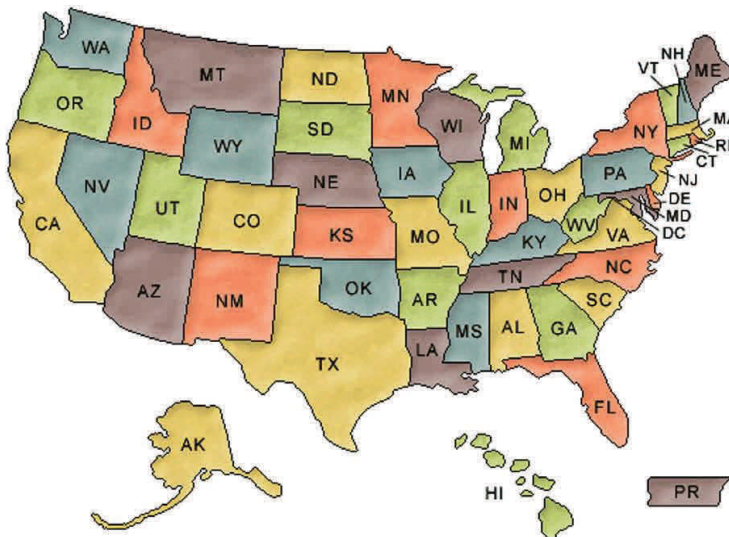 WA
MT
ND
MN
VT
NH
ME
OR
ID
WY
SD
WI
MI
NY
MA
RI
CT
NV
UT
CO
NE
IA
IL
IN
OH
PA
NJ
DE
MD
DC
CA
KS
MO
KY
WV
VA
AZ
NM
OK
AR
TN
NC
SC
TX
LA
MS
AL
GA
FL
AK
HI
PR